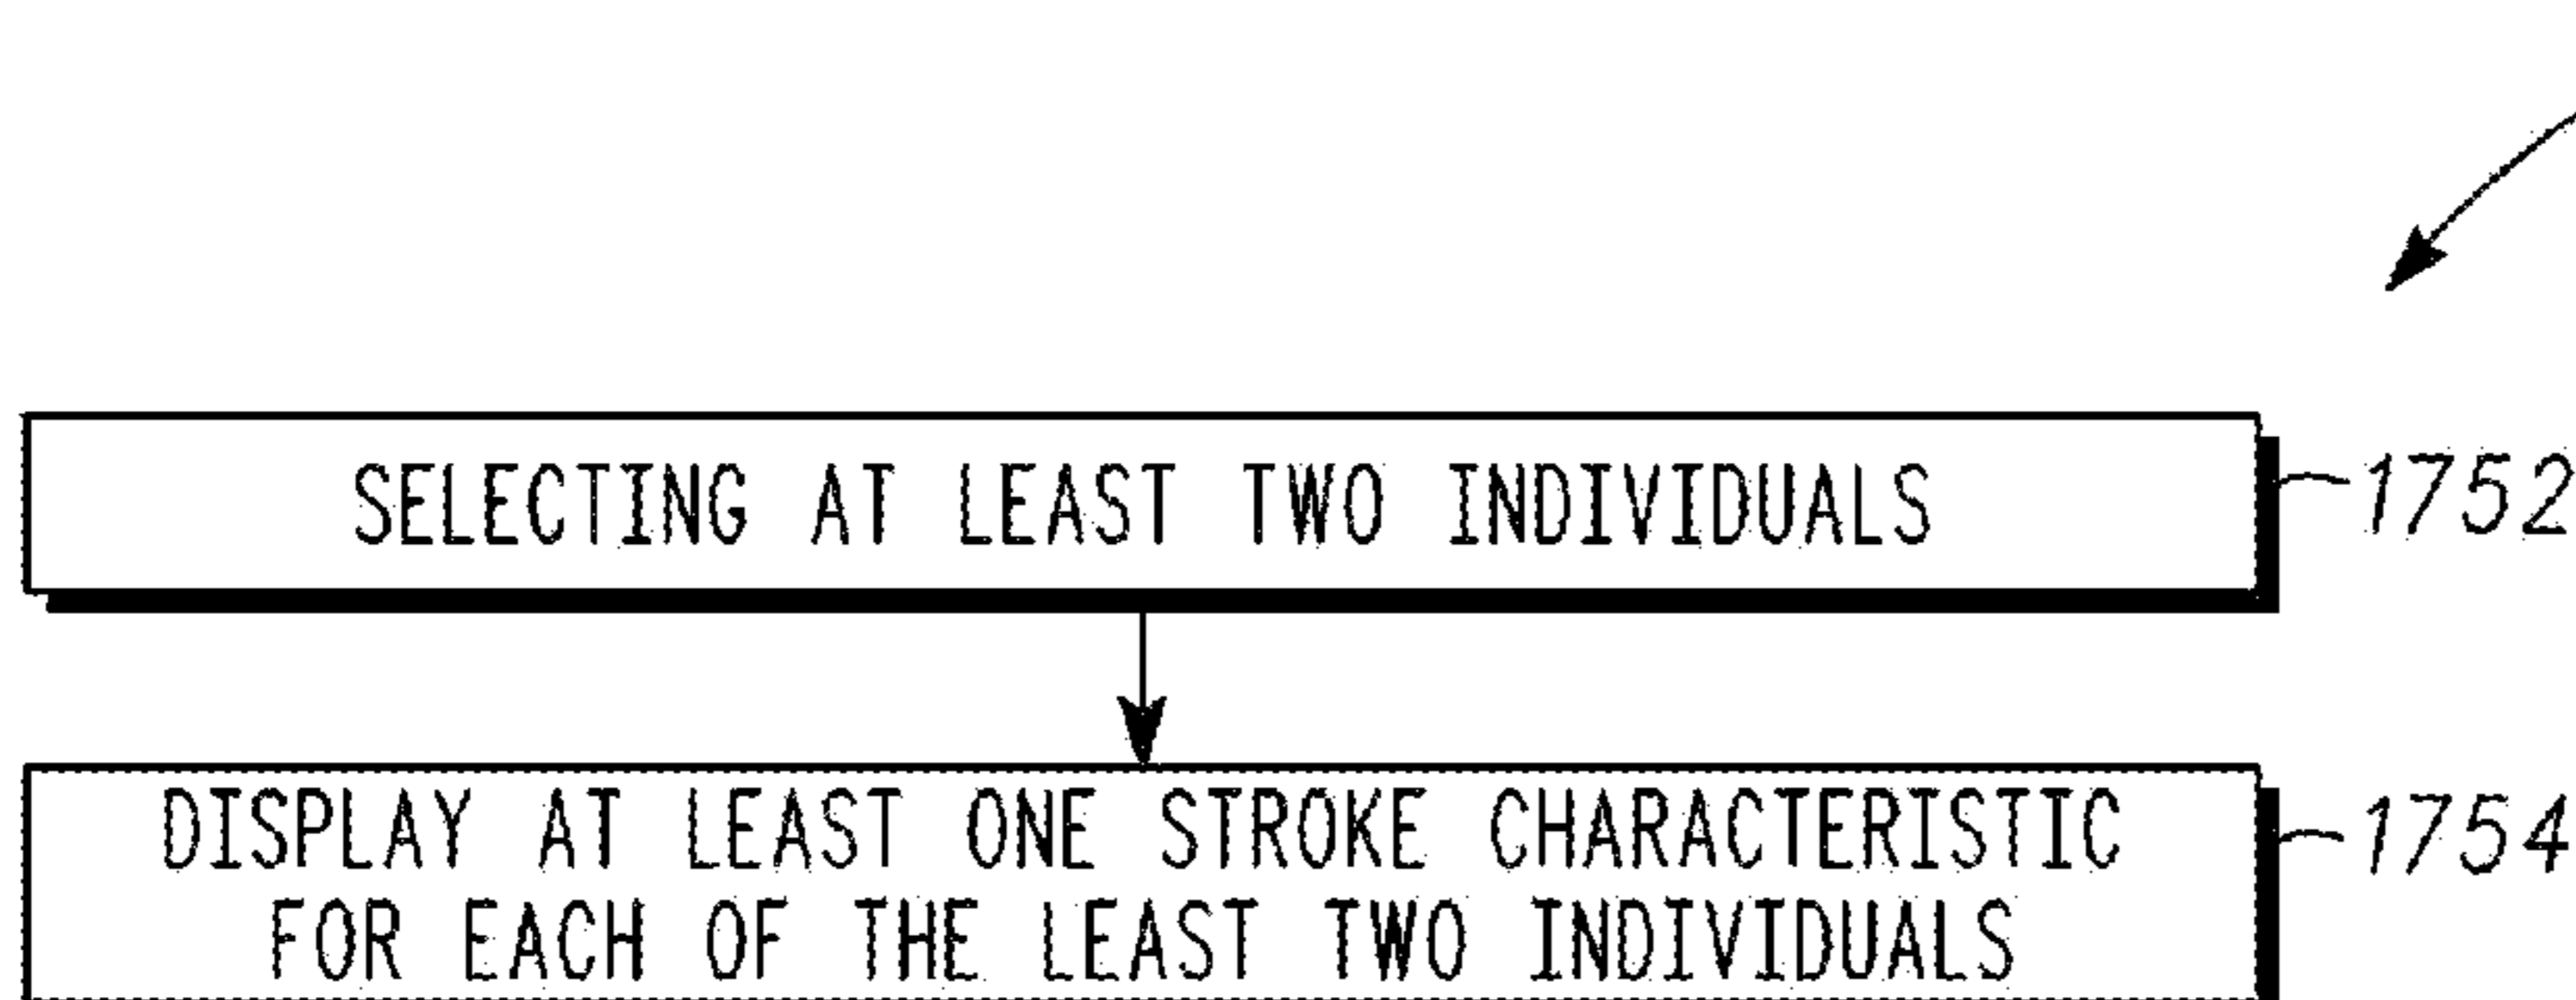 SELECTING AT LEAST TWO INDIVIDUALS
1752
DISPLAY AT LEAST ONE STROKE CHARACTERISTIC
FOR EACH OF THE LEAST TWO INDIVIDUALS
1754